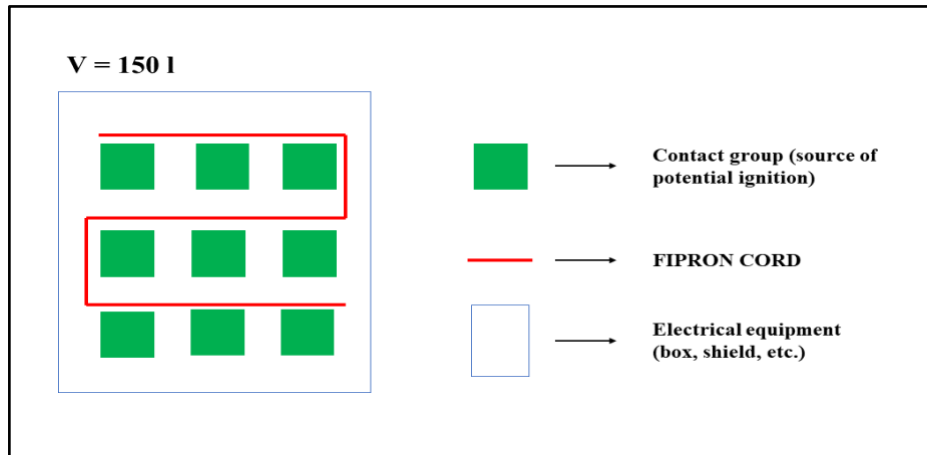 V = 150 l
Contact group (source of
potential ignition)
FIPRON CORD
Electrical equipment
(box, shield, etc.)